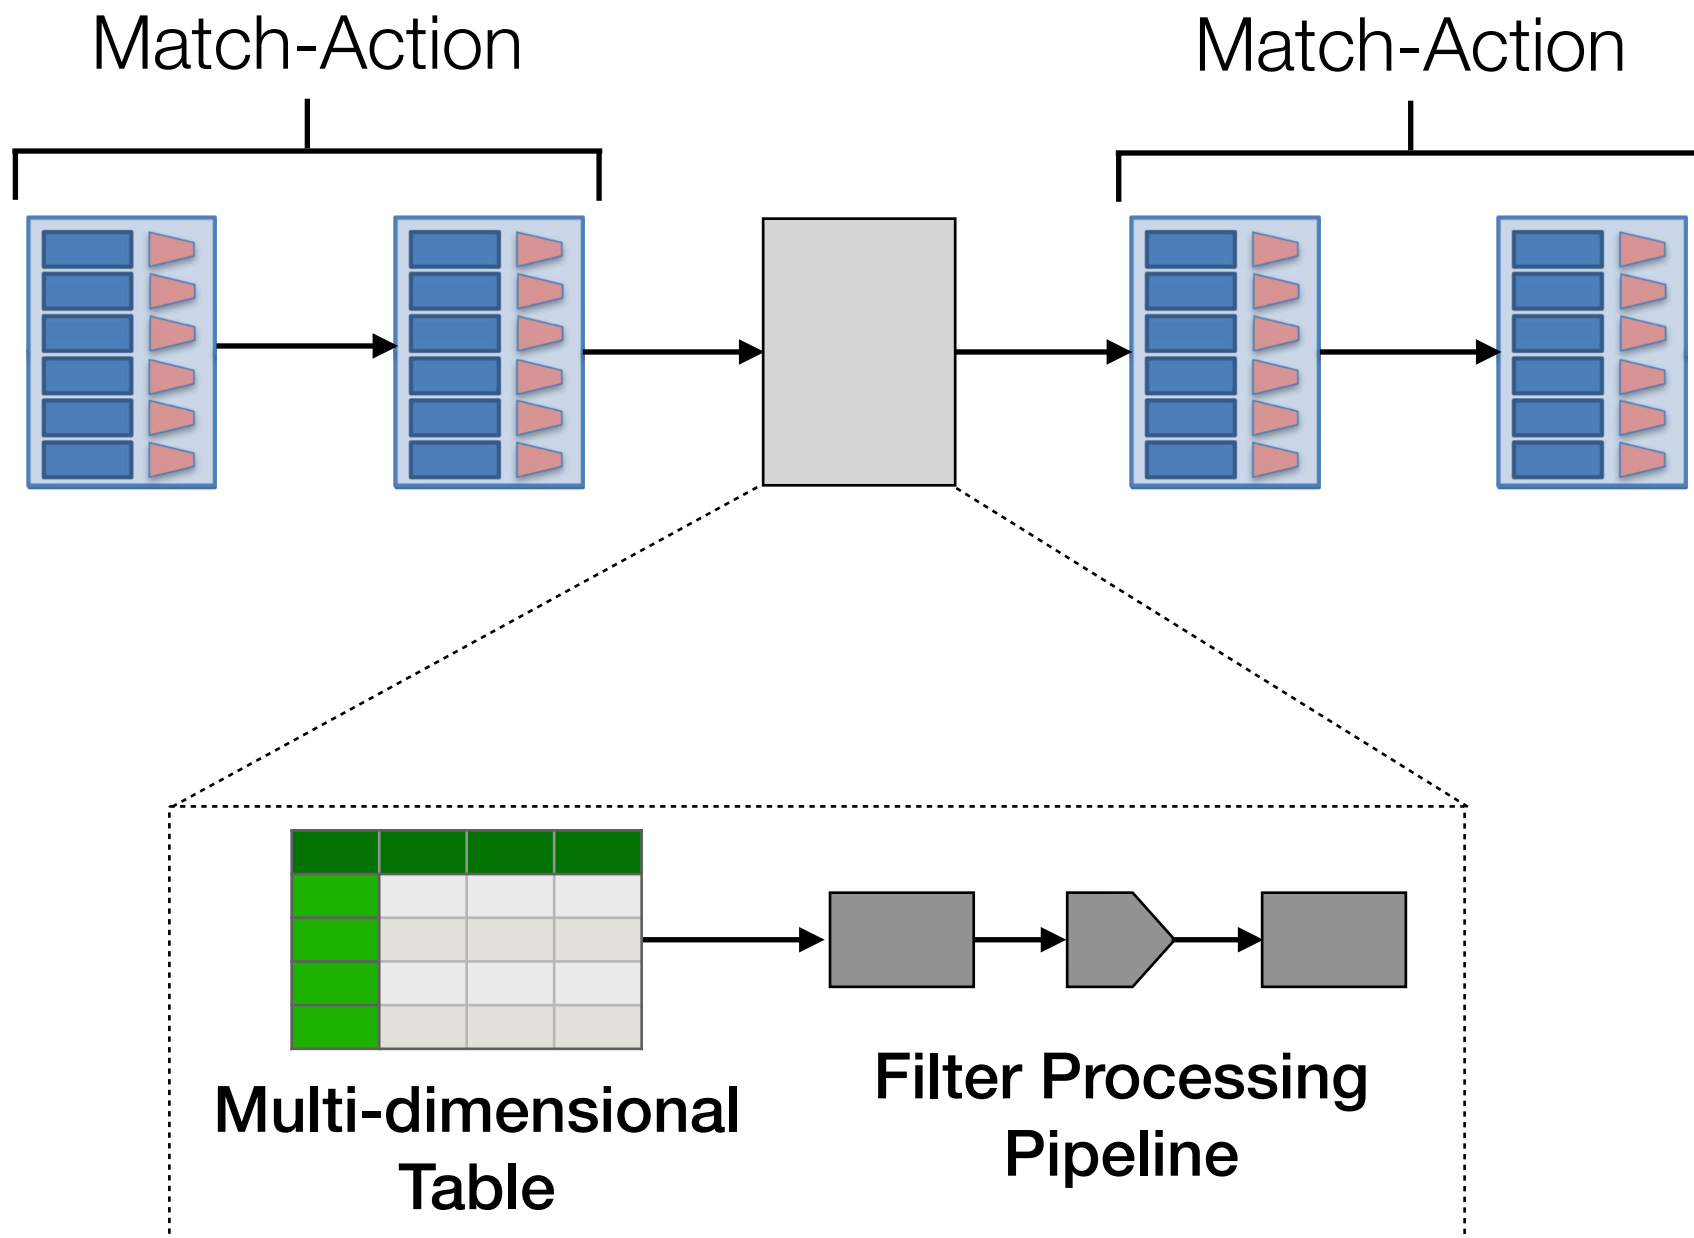 Match-Action
Match-Action
Multi-dimensional
Table
Filter Processing
Pipeline